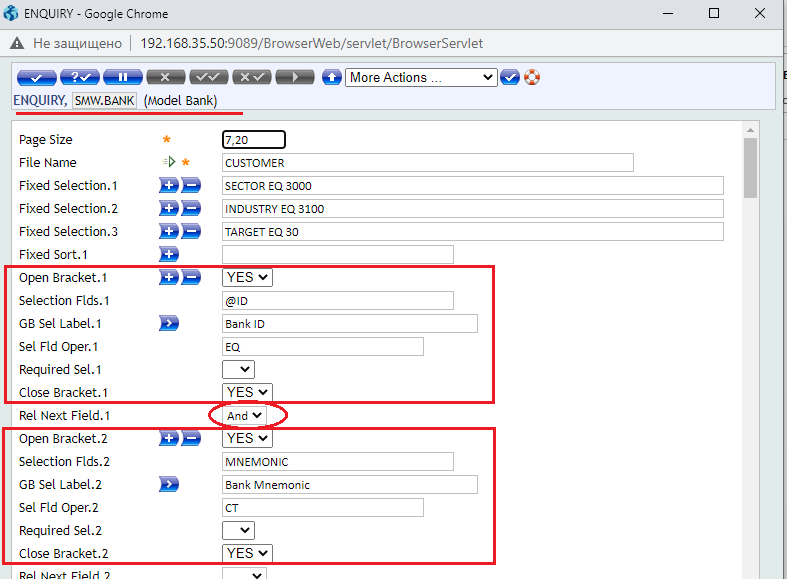 ENQUIRY - Google Chrome
Не защищено 192.168.35.50:9089/BrowserWeb/servlet/BrowserServlet
More Actions ...
ENQUIRY, SMW.BANK (Model Bank)
Page Size * 7,20
File Name * CUSTOMER
Fixed Selection.1 SECTOR EQ 3000
Fixed Selection.2 INDUSTRY EQ 3100
Fixed Selection.3 TARGET EQ 30
Fixed Sort.1
Open Bracket.1 YES
Selection Flds.1 @ID
GB Sel Label.1 Bank ID
Sel Fld Oper.1 EQ
Required Sel.1
Close Bracket.1 YES
Rel Next Field.1 And
Open Bracket.2 YES
Selection Flds.2 MNEMONIC
GB Sel Label.2 Bank Mnemonic
Sel Fld Oper.2 CT
Required Sel.2
Close Bracket.2 YES
Rel Next Field.2